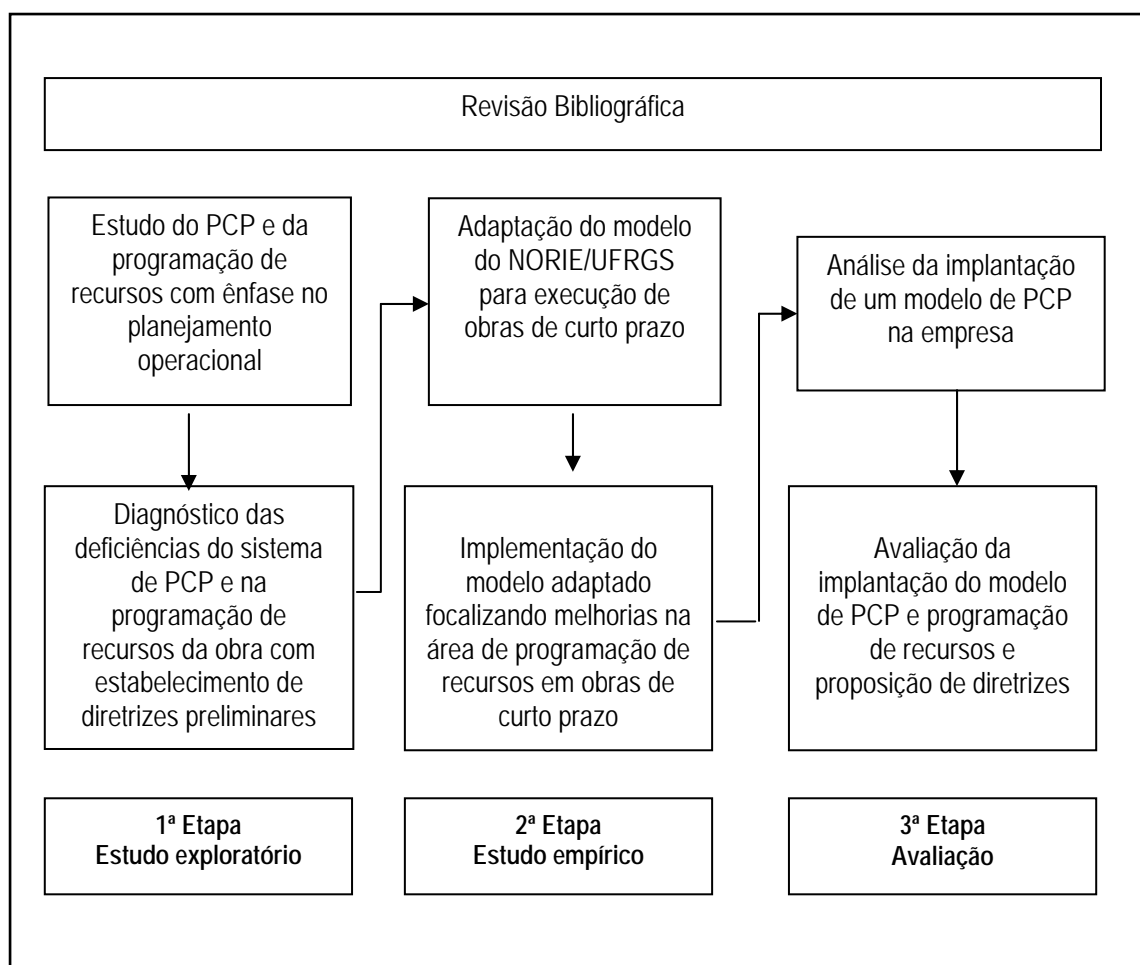 Revisão Bibliográfica
Estudo do PCP e da
programação de
recursos com ênfase no
planejamento
operacional
Diagnóstico das
deficiências do sistema
de PCP e na
programação de
recursos da obra com
estabelecimento de
diretrizes preliminares
1ª Etapa
Estudo exploratório
Adaptação do modelo
do NORIE/UFRGS
para execução de
obras de curto prazo
Implementação do
modelo adaptado
focalizando melhorias na
área de programação de
recursos em obras de
curto prazo
2ª Etapa
Estudo empírico
Análise da implantação
de um modelo de PCP
na empresa
Avaliação da
implantação do modelo
de PCP e programação
de recursos e
proposição de diretrizes
3ª Etapa
Avaliação